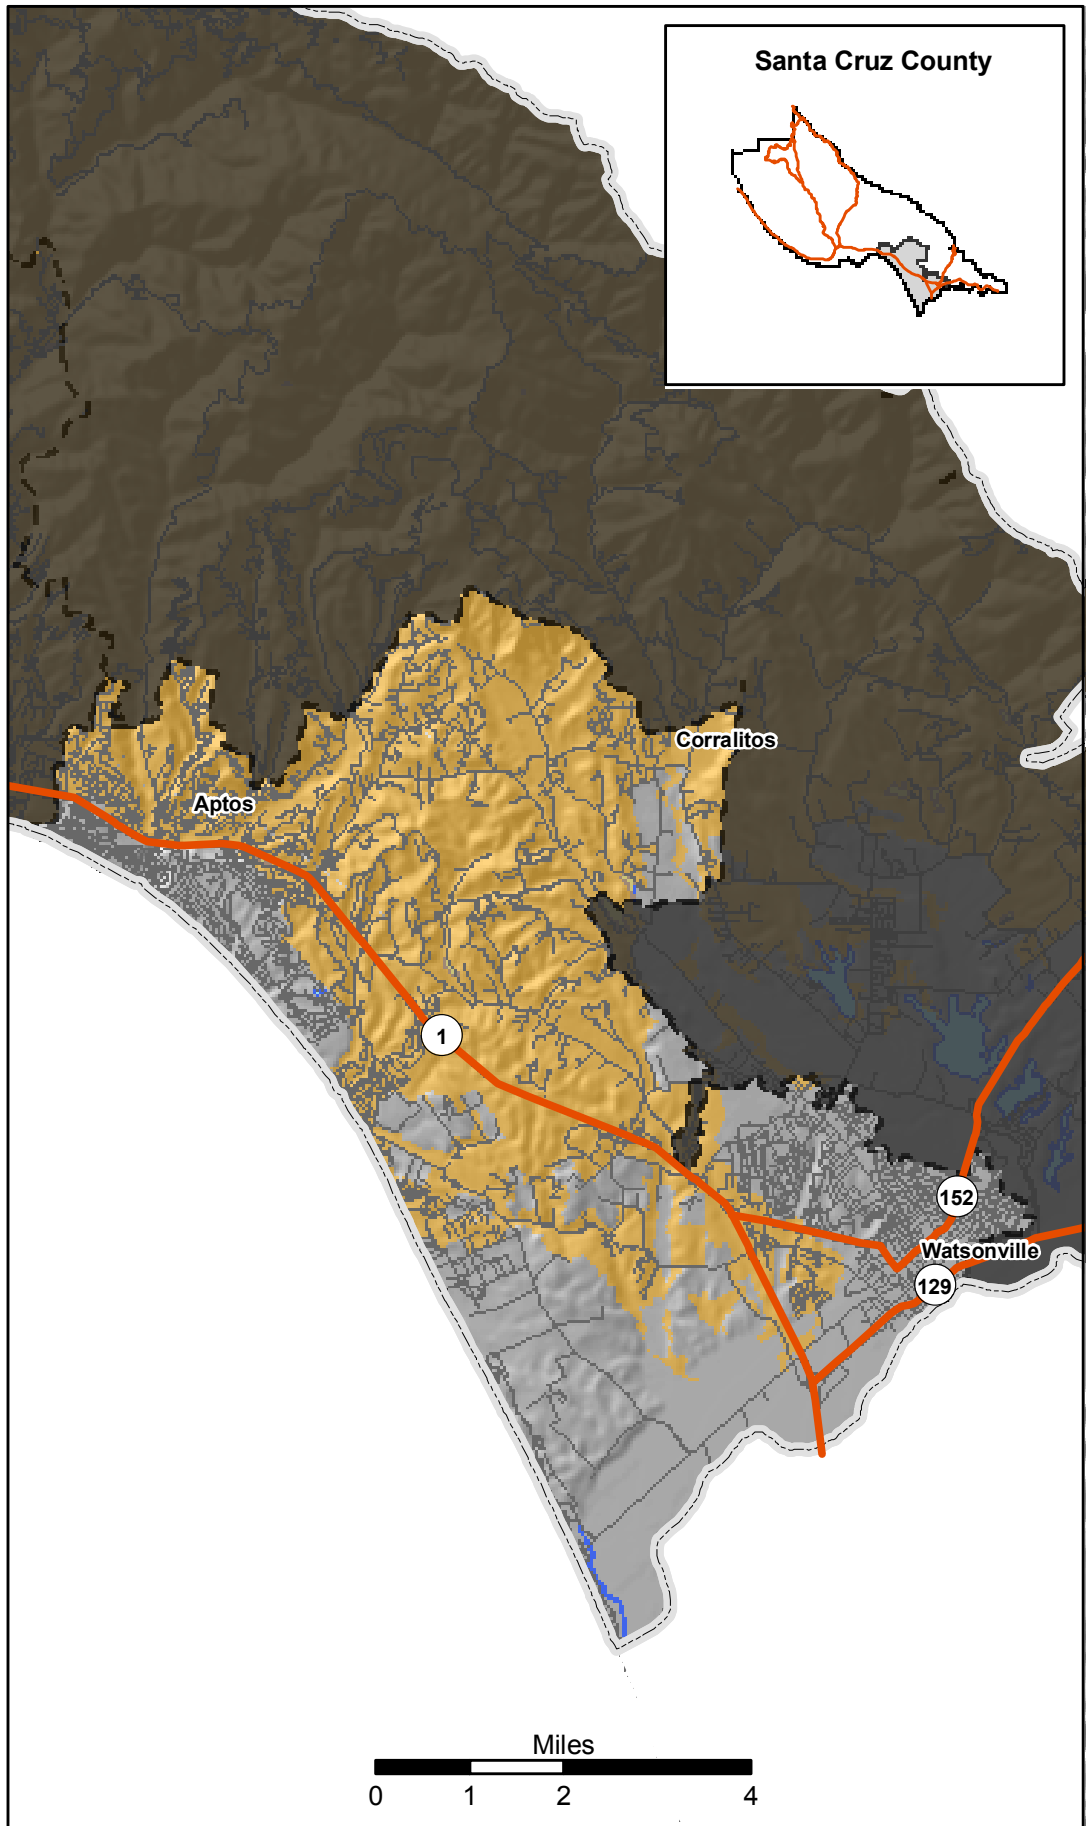 Santa Cruz County
Corralitos
Aptos
1
152
Watsonville
129
Miles
0 1 2 4